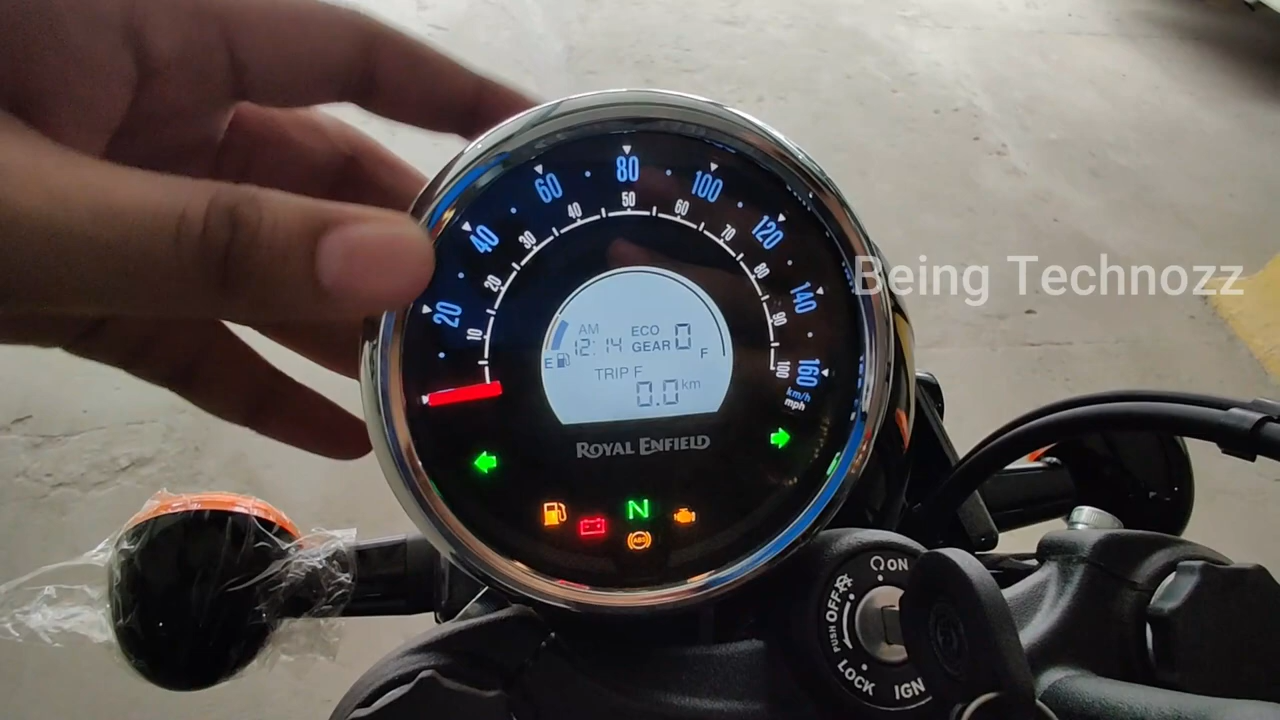 20
40
60
80
100
120
140
160
km/h
mph
10
20
30
40
50
60
70
80
90
100
AM
12:14
ECO
GEAR 0
E
F
TRIP F
0.0 km
ROYAL ENFIELD
N
ABS
Being Technozz
ON
OFF
PUSH
LOCK
IGN